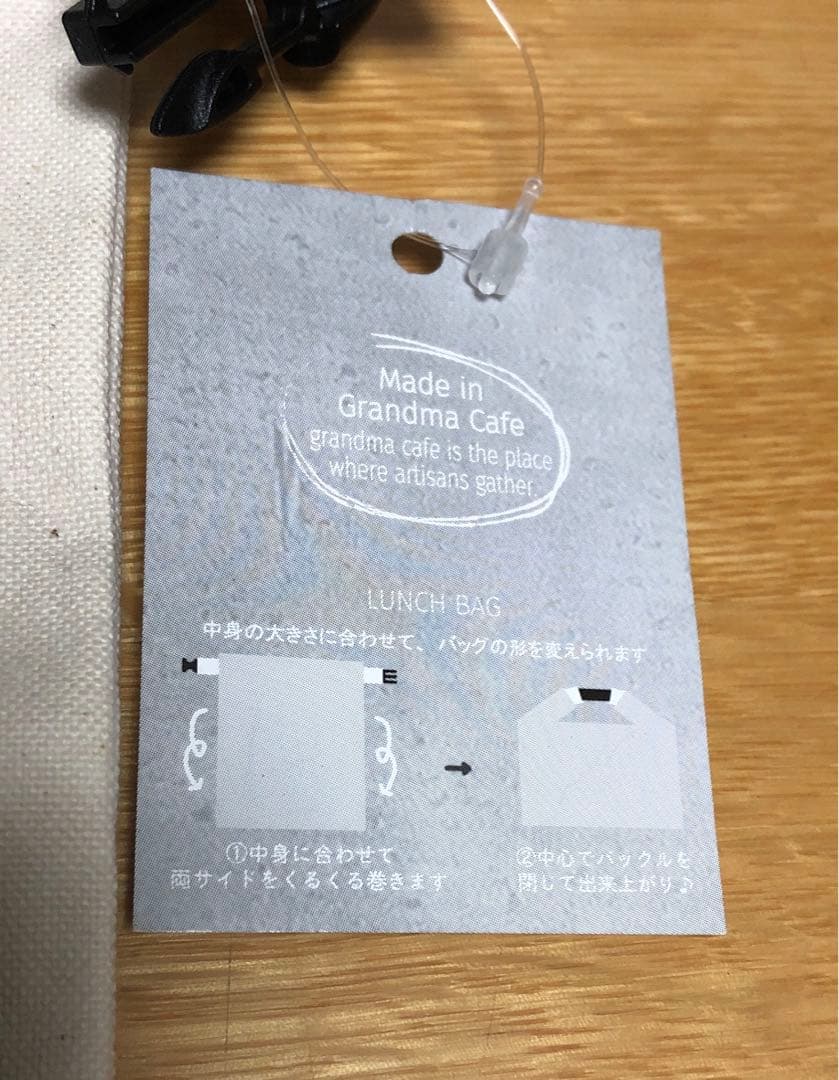 Made in
Grandma Cafe
grandma cafe is the place
where artisans gather.
LUNCH BAG
中身の大きさに合わせて、バッグの形を変えられます
①中身に合わせて
両サイドをくるくる巻きます
②中心でバックルを
閉じて出来上がり♪